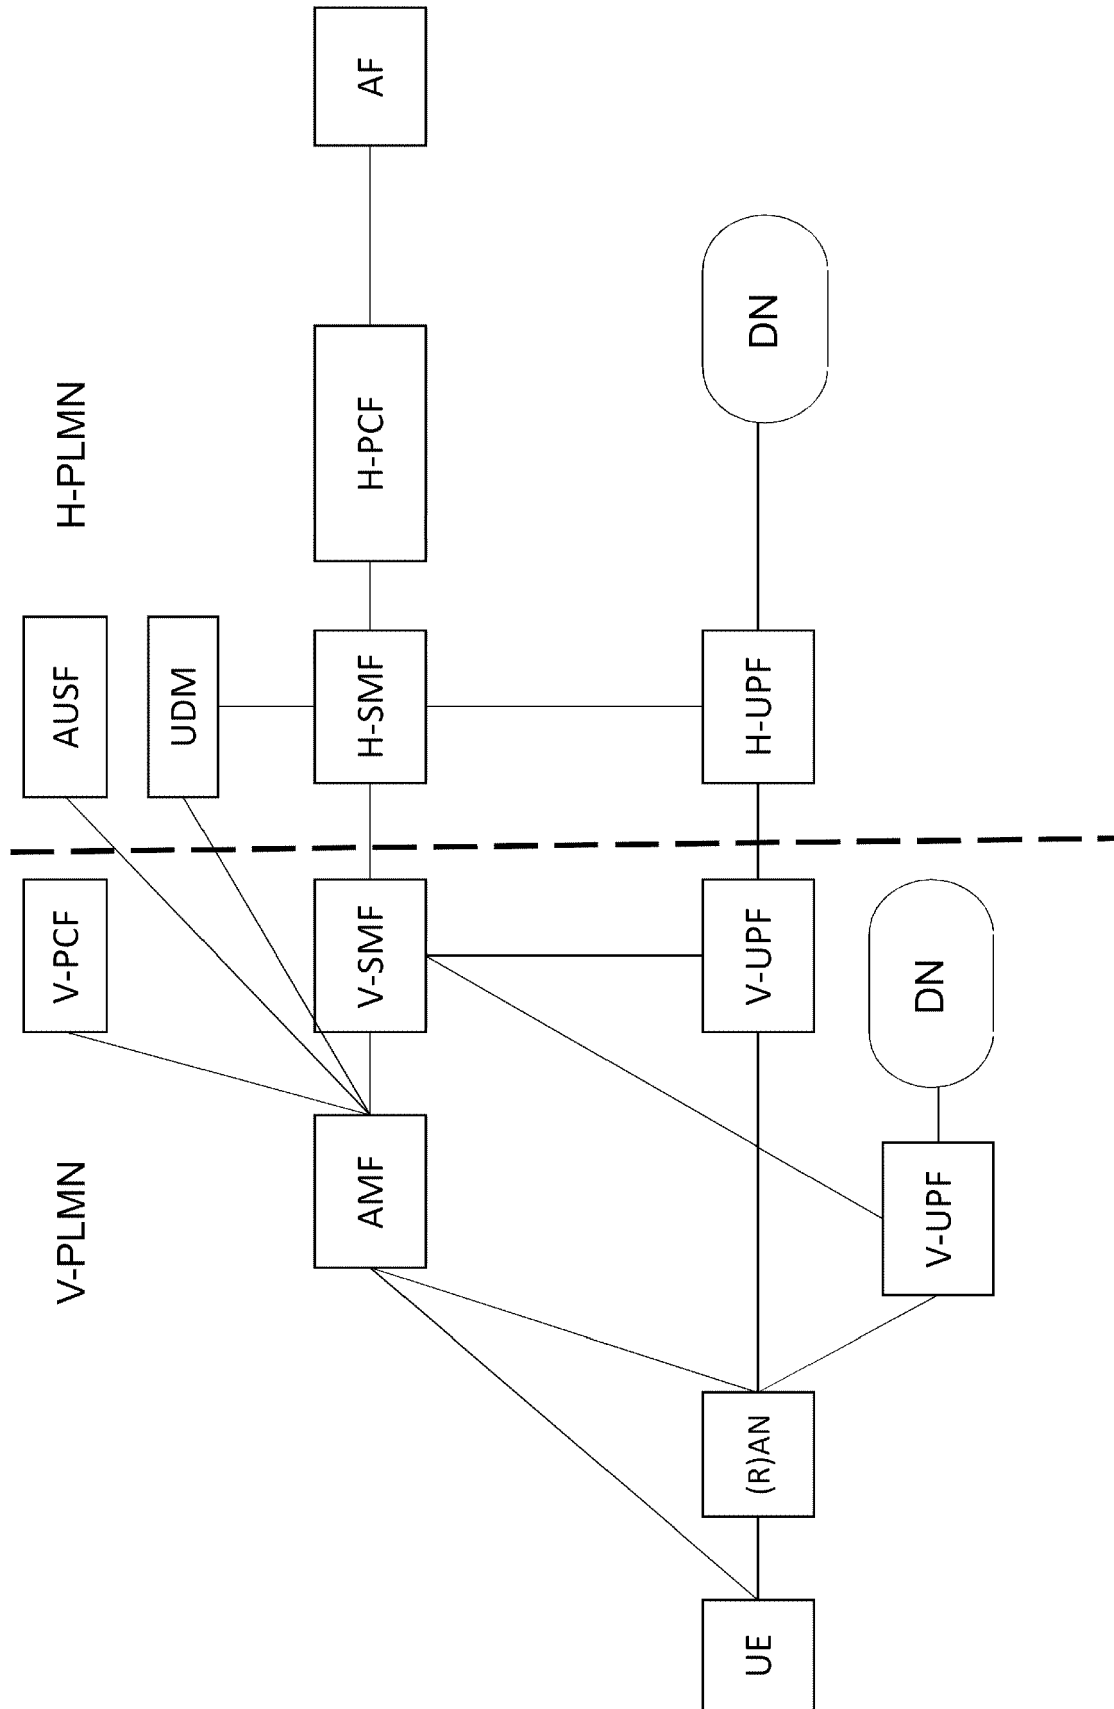 V-PLMN
H-PLMN
V-PCF
AUSF
UDM
AMF
V-SMF
H-SMF
H-PCF
AF
UE
(R)AN
V-UPF
H-UPF
DN
V-UPF
DN